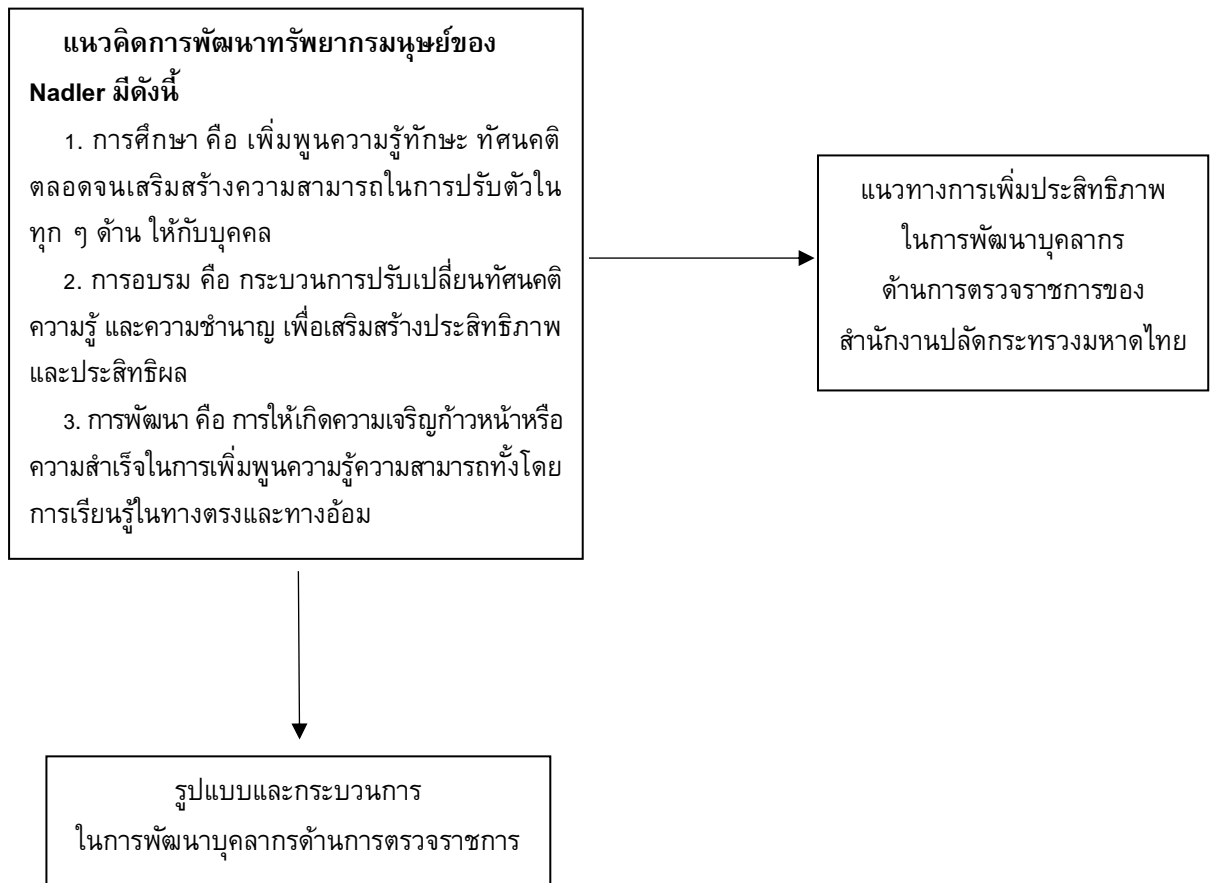 แนวคิดการพัฒนาทรัพยากรมนุษย์ของ
Nadler มีดังนี้
1. การศึกษา คือ เพิ่มพูนความรู้ทักษะ ทัศนคติ
ตลอดจนเสริมสร้างความสามารถในการปรับตัวใน
ทุก ๆ ด้าน ให้กับบุคคล
2. การอบรม คือ กระบวนการปรับเปลี่ยนทัศนคติ
ความรู้ และความชำนาญ เพื่อเสริมสร้างประสิทธิภาพ
และประสิทธิผล
3. การพัฒนา คือ การให้เกิดความเจริญก้าวหน้าหรือ
ความสำเร็จในการเพิ่มพูนความรู้ความสามารถทั้งโดย
การเรียนรู้ในทางตรงและทางอ้อม
แนวทางการเพิ่มประสิทธิภาพ
ในการพัฒนาบุคลากร
ด้านการตรวจราชการของ
สำนักงานปลัดกระทรวงมหาดไทย
รูปแบบและกระบวนการ
ในการพัฒนาบุคลากรด้านการตรวจราชการ